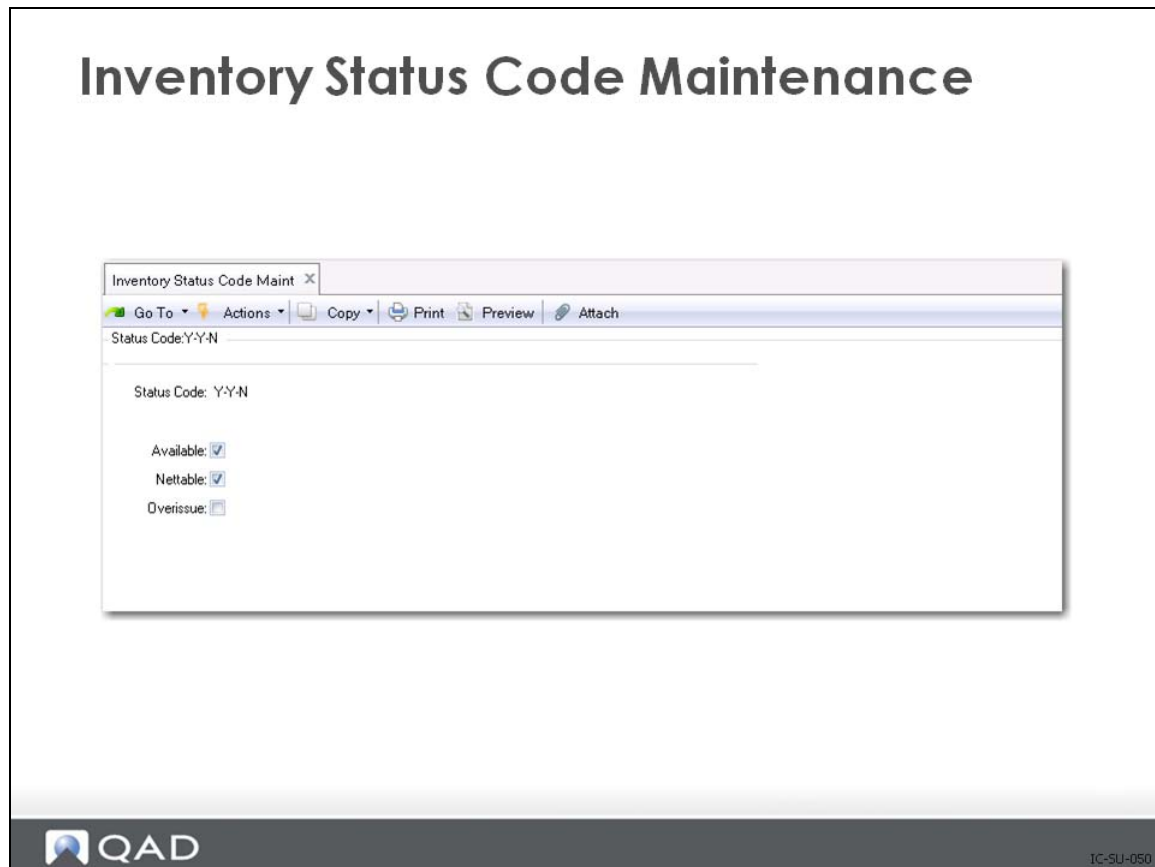 Inventory Status Code Maintenance
Inventory Status Code Maint X
Go To Actions Copy Print Preview Attach
Status Code:Y-Y-N
Status Code: Y-Y-N
Available:
Nettable:
Overissue:
QAD
IC-SU-050